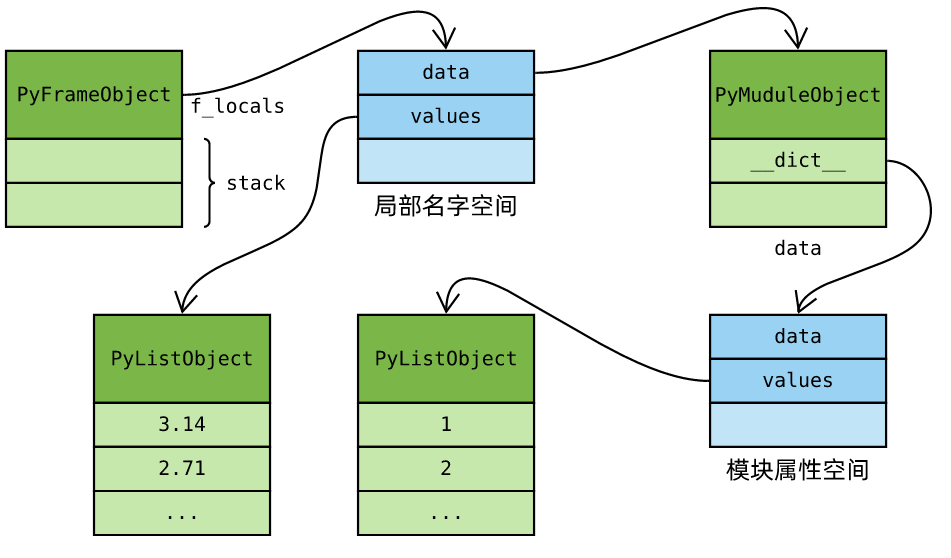 PyFrameObject
f_locals
stack
data
values
局部名字空间
PyMuduleObject
__dict__
data
PyListObject
3.14
2.71
...
PyListObject
1
2
...
data
values
模块属性空间